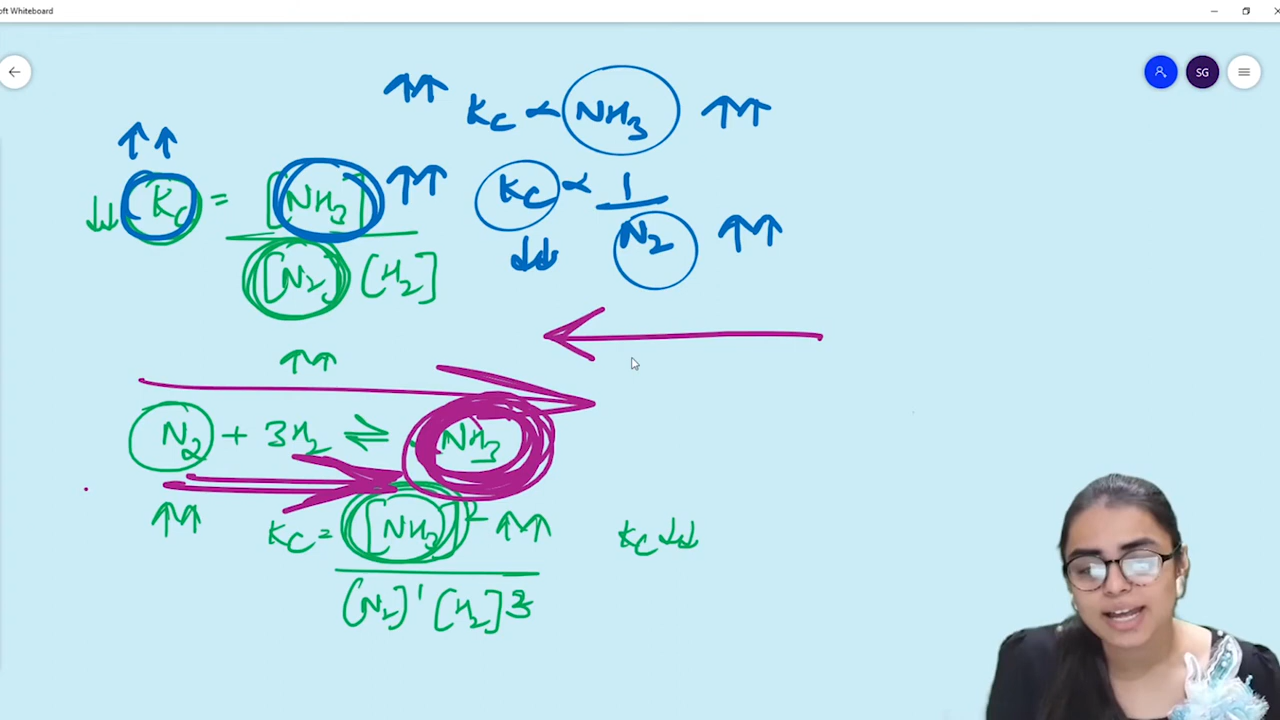 oft Whiteboard
SG
↑↑ Kc ∝ NH3 ↑↑
↑↑
↓↓ Kc = [NH3] ↑↑
[N2] [H2]
Kc ∝ 1
↓↓ N2 ↑↑
↑↑
N2 + 3H2 ⇌ NH3
↑↑
Kc = [NH3]² ↑↑
[N2]¹ [H2]³
Kc ↓↓